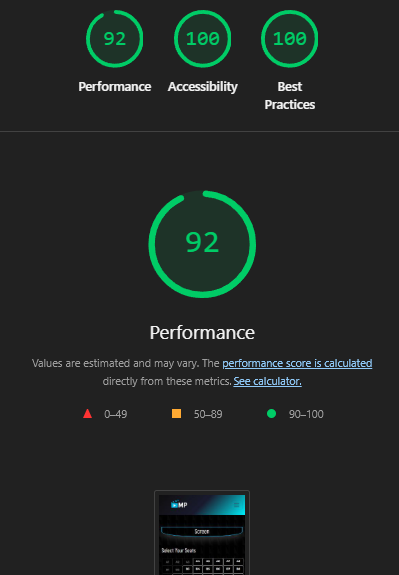 92 100 100
Performance Accessibility Best
Practices
92
Performance
Values are estimated and may vary. The performance score is calculated
directly from these metrics. See calculator.
0–49 50–89 90–100
MP
Screen
Select Your Seats